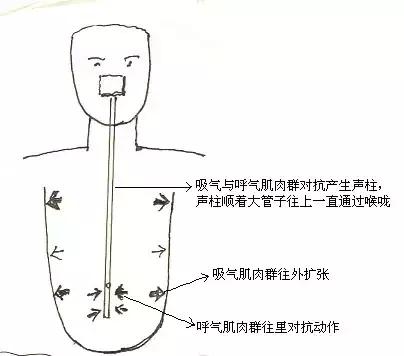 吸气与呼气肌肉群对抗产生声柱，
声柱顺着大管子往上一直通过喉咙
吸气肌肉群往外扩张
呼气肌肉群往里对抗动作